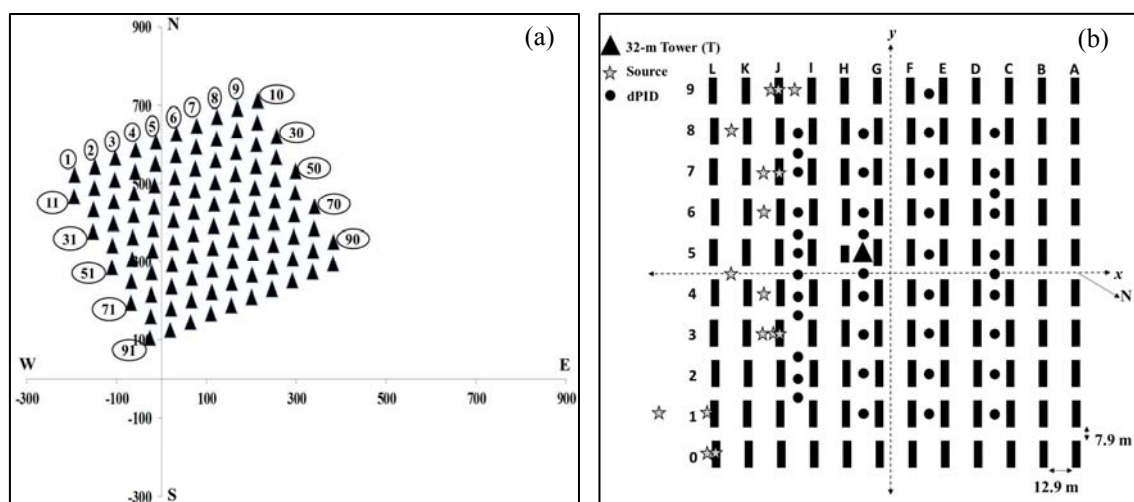 (a)
900
N
700
500
300
100
-300
-100
100
300
500
700
900
W
E
-100
-300
S
1
2
3
4
5
6
7
8
9
10
11
30
31
50
51
70
71
90
91
(b)
32-m Tower (T)
Source
dPID
y
L K J I H G F E D C B A
9
8
7
6
5
4
3
2
1
0
x
N
7.9 m
12.9 m